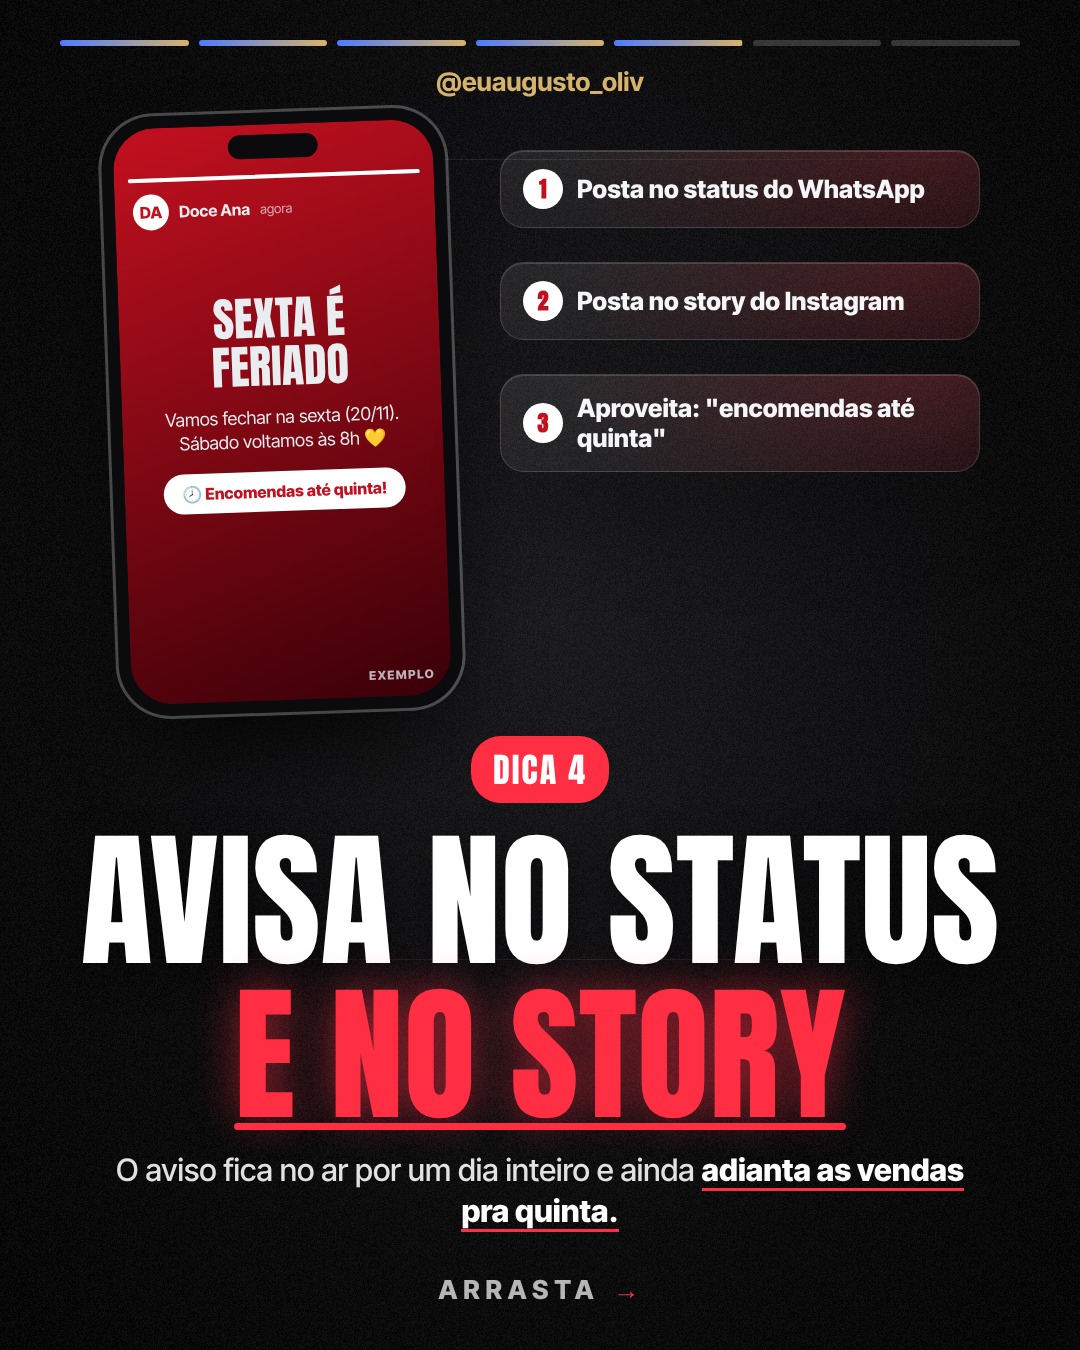 @euaugusto_oliv
DA Doce Ana agora
SEXTA É
FERIADO
Vamos fechar na sexta (20/11).
Sábado voltamos às 8h 💛
🕗 Encomendas até quinta!
EXEMPLO
1 Posta no status do WhatsApp
2 Posta no story do Instagram
3 Aproveita: "encomendas até
quinta"
DICA 4
AVISA NO STATUS
E NO STORY
O aviso fica no ar por um dia inteiro e ainda adianta as vendas
pra quinta.
ARRASTA →